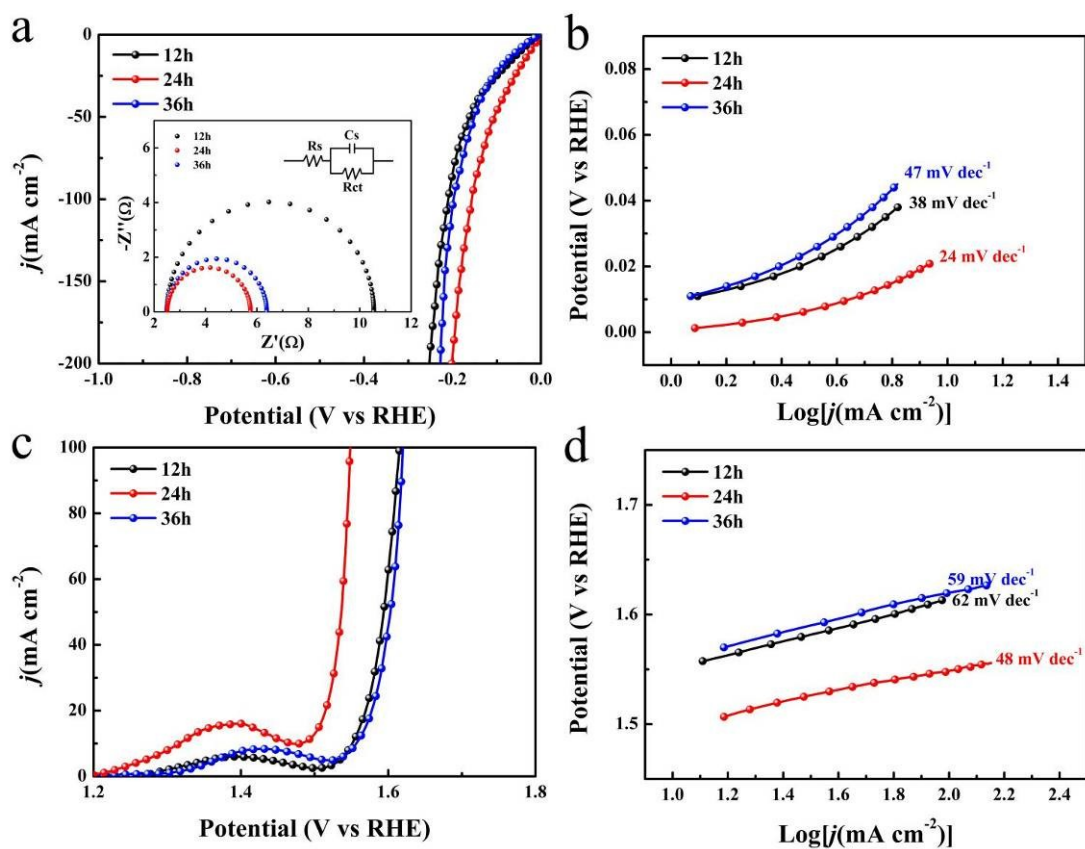 a
j(mA cm⁻²)
0
-50
-100
-150
-200
12h
24h
36h
-Z''(Ω)
6
4
2
0
12h
24h
36h
Rs
Cs
Rct
2 4 6 8 10 12
Z'(Ω)
-1.0 -0.8 -0.6 -0.4 -0.2 0.0
Potential (V vs RHE)
b
Potential (V vs RHE)
0.08
0.06
0.04
0.02
0.00
12h
24h
36h
47 mV dec⁻¹
38 mV dec⁻¹
24 mV dec⁻¹
0.0 0.2 0.4 0.6 0.8 1.0 1.2 1.4
Log[j(mA cm⁻²)]
c
j(mA cm⁻²)
100
80
60
40
20
0
12h
24h
36h
1.2 1.4 1.6 1.8
Potential (V vs RHE)
d
Potential (V vs RHE)
1.7
1.6
1.5
12h
24h
36h
59 mV dec⁻¹
62 mV dec⁻¹
48 mV dec⁻¹
1.0 1.2 1.4 1.6 1.8 2.0 2.2 2.4
Log[j(mA cm⁻²)]